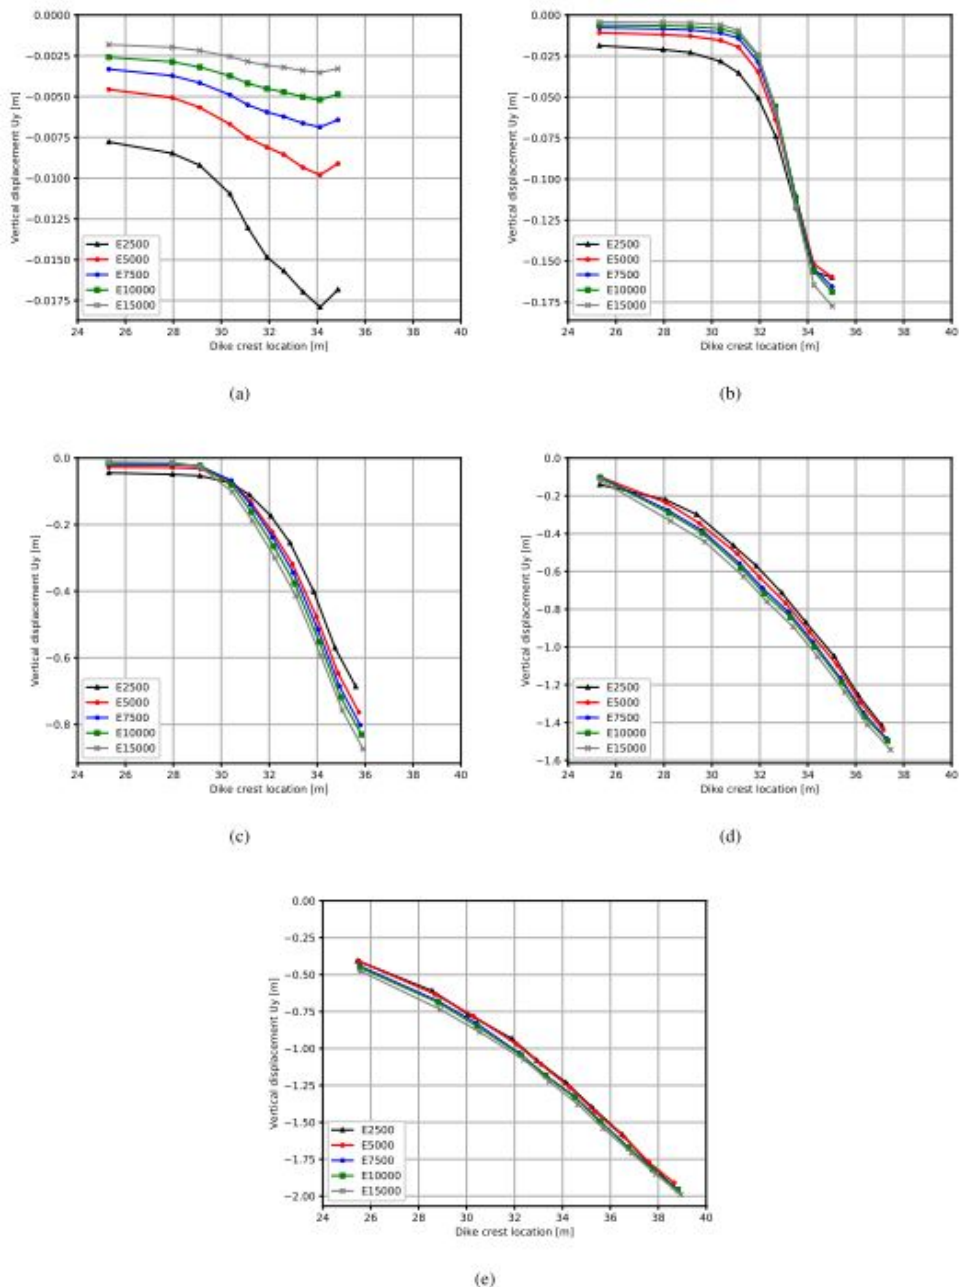 0.0000
−0.0025
−0.0050
−0.0075
−0.0100
−0.0125
−0.0150
−0.0175
Vertical displacement Uy [m]
E2500
E5000
E7500
E10000
E15000
24 26 28 30 32 34 36 38 40
Dike crest location [m]
(a)
0.000
−0.025
−0.050
−0.075
−0.100
−0.125
−0.150
−0.175
Vertical displacement Uy [m]
E2500
E5000
E7500
E10000
E15000
24 26 28 30 32 34 36 38 40
Dike crest location [m]
(b)
0.0
−0.2
−0.4
−0.6
−0.8
Vertical displacement Uy [m]
E2500
E5000
E7500
E10000
E15000
24 26 28 30 32 34 36 38 40
Dike crest location [m]
(c)
0.0
−0.2
−0.4
−0.6
−0.8
−1.0
−1.2
−1.4
−1.6
Vertical displacement Uy [m]
E2500
E5000
E7500
E10000
E15000
24 26 28 30 32 34 36 38 40
Dike crest location [m]
(d)
0.00
−0.25
−0.50
−0.75
−1.00
−1.25
−1.50
−1.75
−2.00
Vertical displacement Uy [m]
E2500
E5000
E7500
E10000
E15000
24 26 28 30 32 34 36 38 40
Dike crest location [m]
(e)